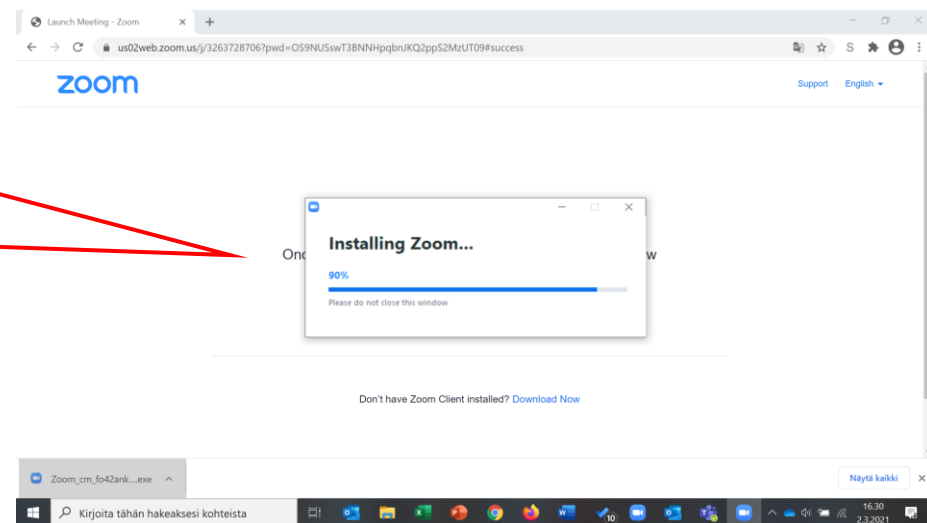 Launch Meeting - Zoom
us02web.zoom.us/j/3263728706?pwd=OS9NUSswT3BNNHpqbnJKQ2ppS2MzUT09#success
S
zoom
Support English
Installing Zoom...
90%
Please do not close this window
Onc
w
Don't have Zoom Client installed? Download Now
Zoom_cm_fo42ank....exe
Näytä kaikki
Kirjoita tähän hakeaksesi kohteista
10
16.30
2.3.2021